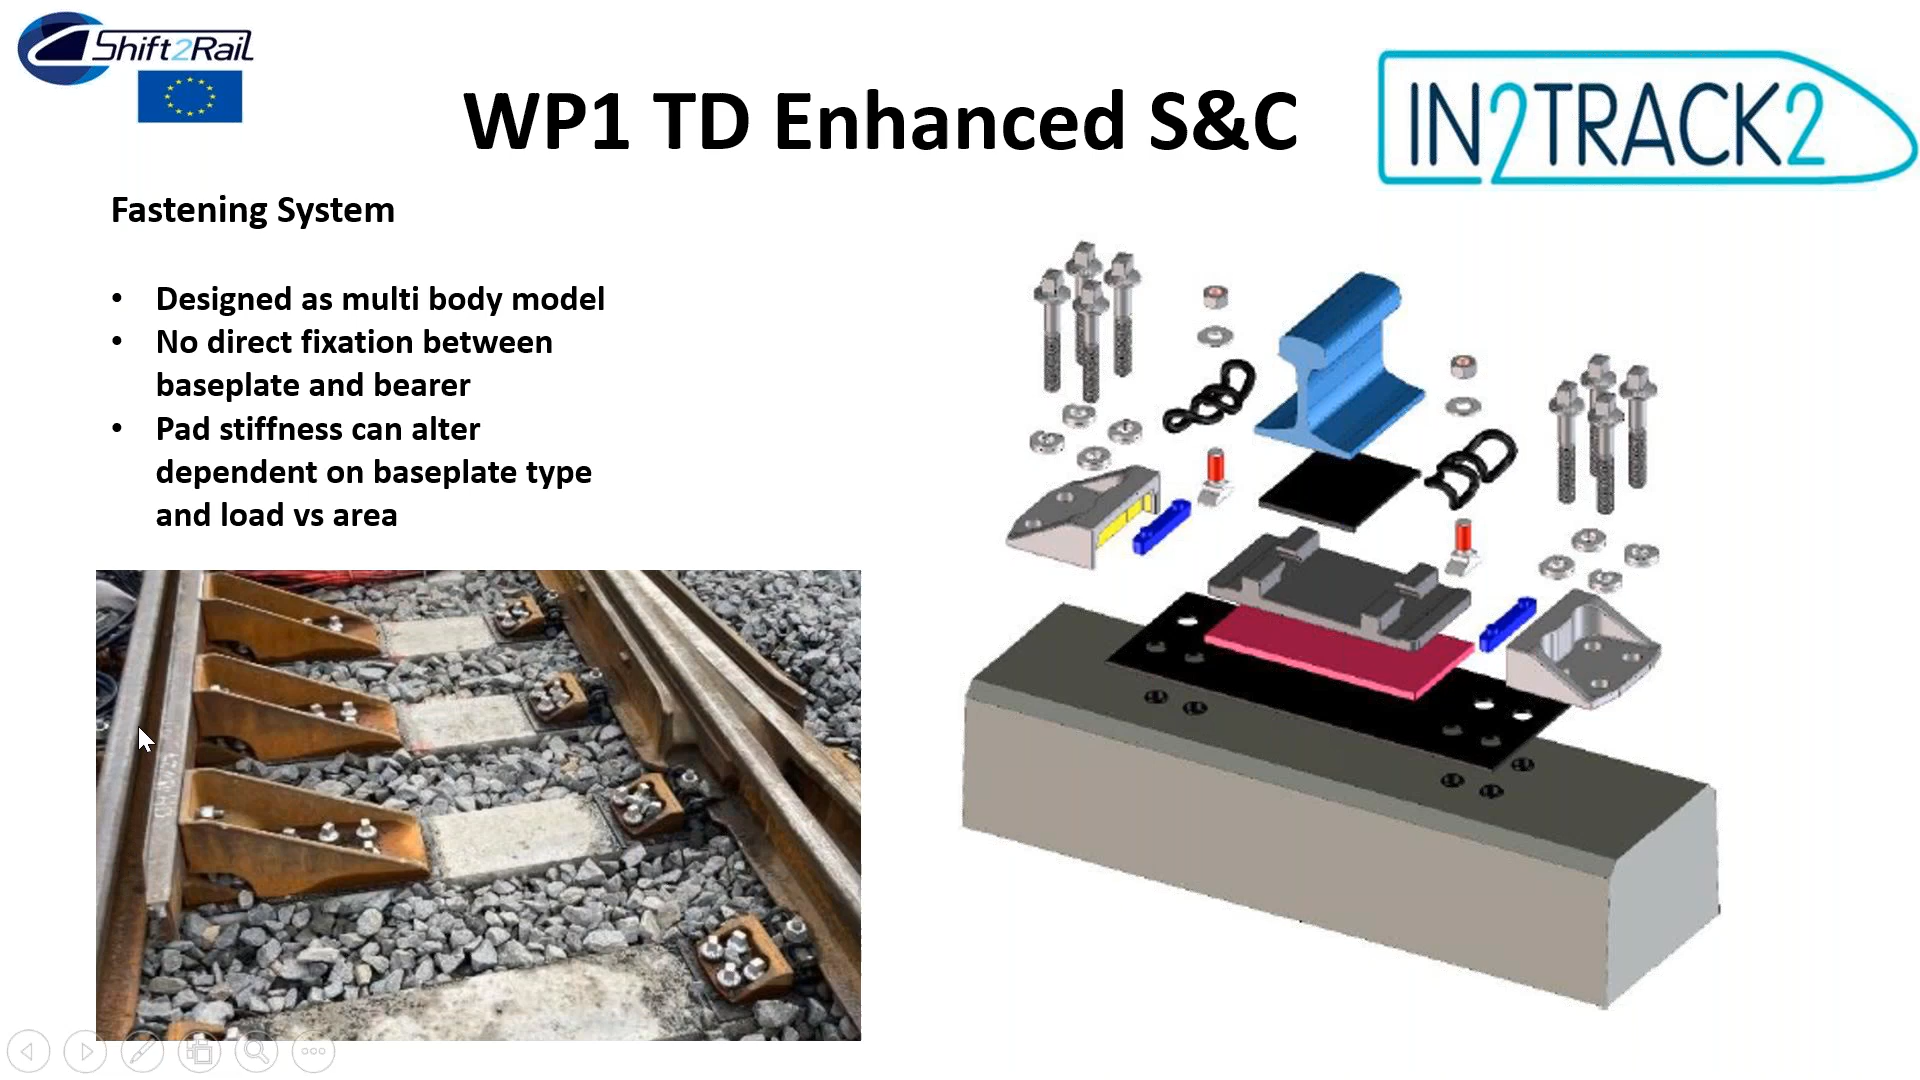 Shift2Rail
WP1 TD Enhanced S&C
IN2TRACK2
Fastening System
• Designed as multi body model
• No direct fixation between
baseplate and bearer
• Pad stiffness can alter
dependent on baseplate type
and load vs area